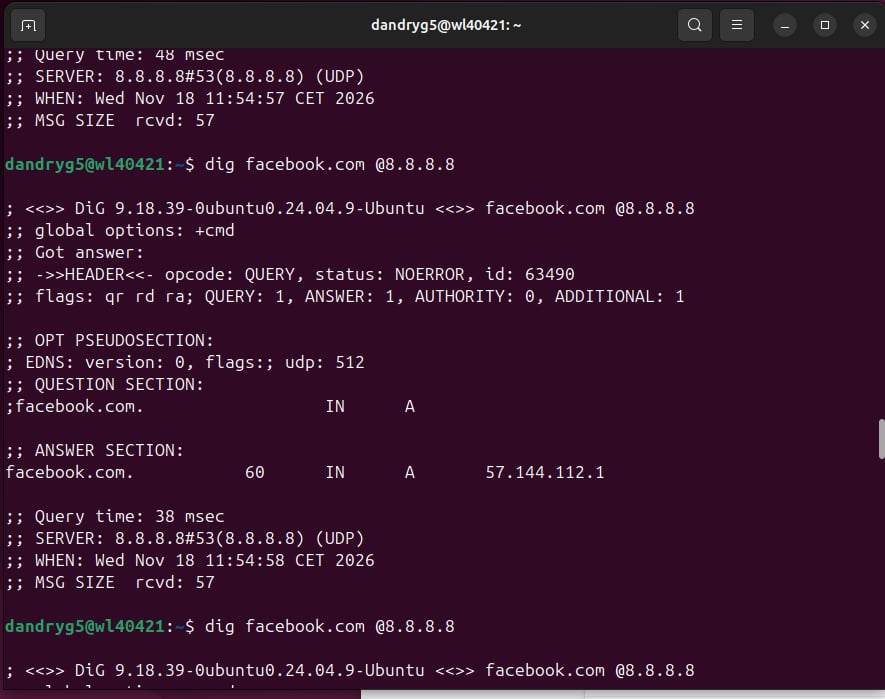 dandryg5@wl40421: ~
;; Query time: 48 msec
;; SERVER: 8.8.8.8#53(8.8.8.8) (UDP)
;; WHEN: Wed Nov 18 11:54:57 CET 2026
;; MSG SIZE  rcvd: 57
dandryg5@wl40421:~$ dig facebook.com @8.8.8.8
; <<>> DiG 9.18.39-0ubuntu0.24.04.9-Ubuntu <<>> facebook.com @8.8.8.8
;; global options: +cmd
;; Got answer:
;; ->>HEADER<<- opcode: QUERY, status: NOERROR, id: 63490
;; flags: qr rd ra; QUERY: 1, ANSWER: 1, AUTHORITY: 0, ADDITIONAL: 1
;; OPT PSEUDOSECTION:
; EDNS: version: 0, flags:; udp: 512
;; QUESTION SECTION:
;facebook.com. IN A
;; ANSWER SECTION:
facebook.com. 60 IN A 57.144.112.1
;; Query time: 38 msec
;; SERVER: 8.8.8.8#53(8.8.8.8) (UDP)
;; WHEN: Wed Nov 18 11:54:58 CET 2026
;; MSG SIZE  rcvd: 57
dandryg5@wl40421:~$ dig facebook.com @8.8.8.8
; <<>> DiG 9.18.39-0ubuntu0.24.04.9-Ubuntu <<>> facebook.com @8.8.8.8